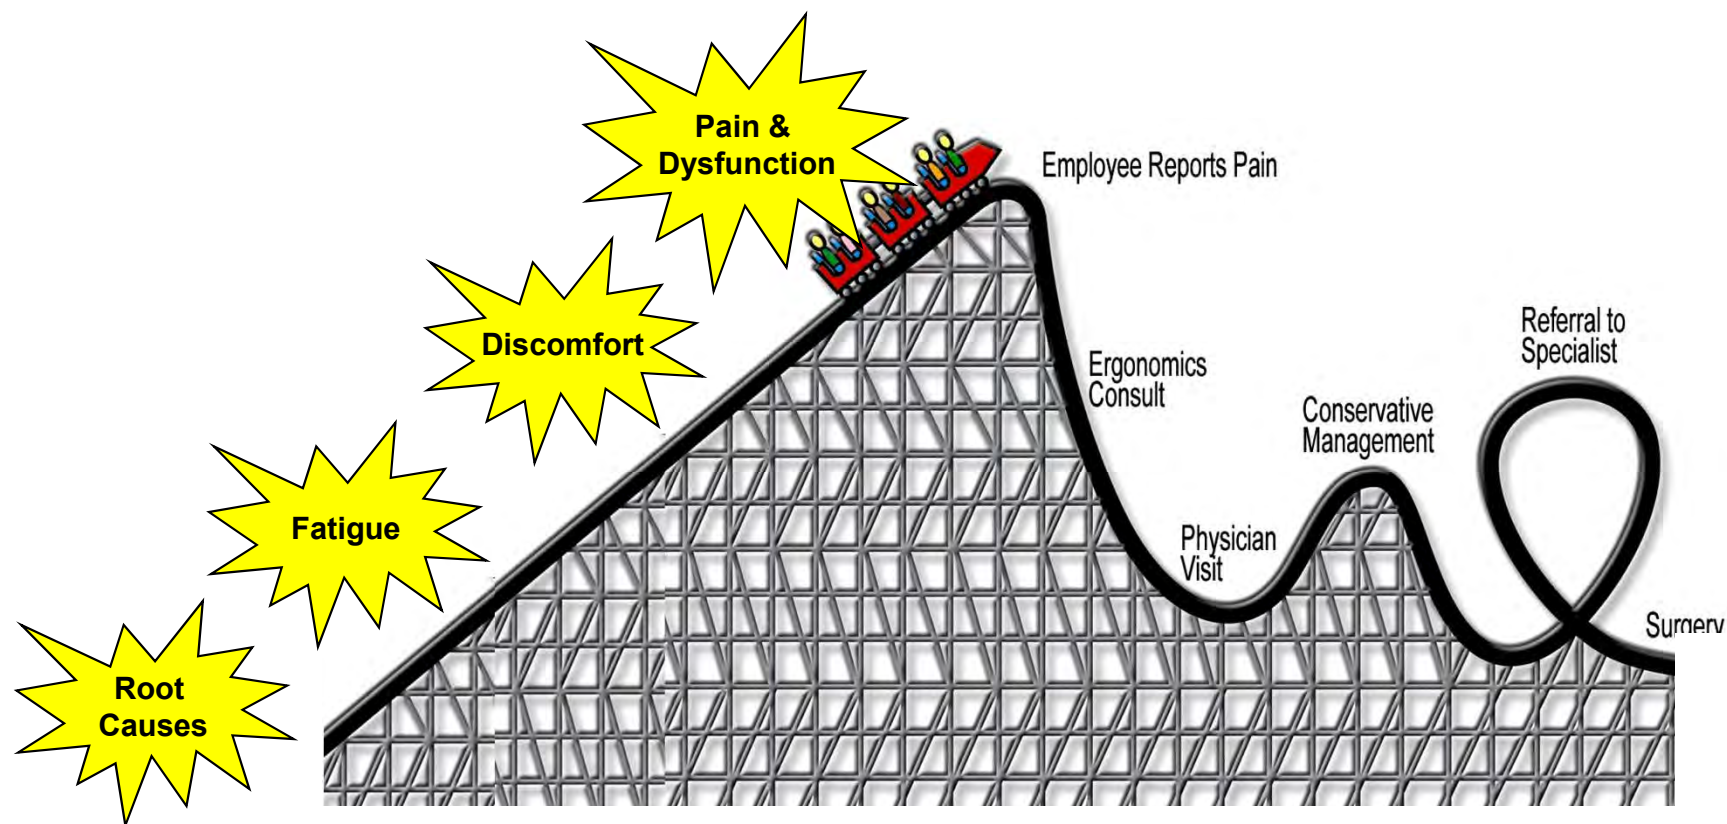 Pain &
Dysfunction
Employee Reports Pain
Discomfort
Ergonomics
Consult
Referral to
Specialist
Conservative
Management
Fatigue
Physician
Visit
Root
Causes
Surgery